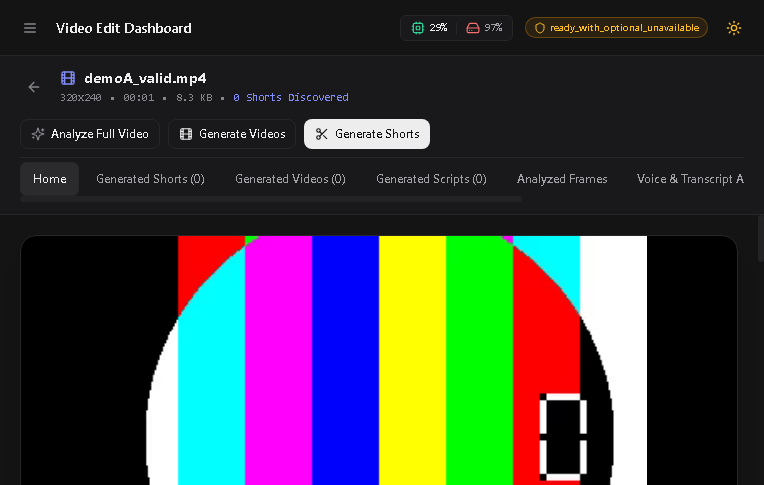 Video Edit Dashboard
29% 97%
ready_with_optional_unavailable
demoA_valid.mp4
320x240 • 00:01 • 8.3 KB • 0 Shorts Discovered
Analyze Full Video
Generate Videos
Generate Shorts
Home
Generated Shorts (0)
Generated Videos (0)
Generated Scripts (0)
Analyzed Frames
Voice & Transcript A
0